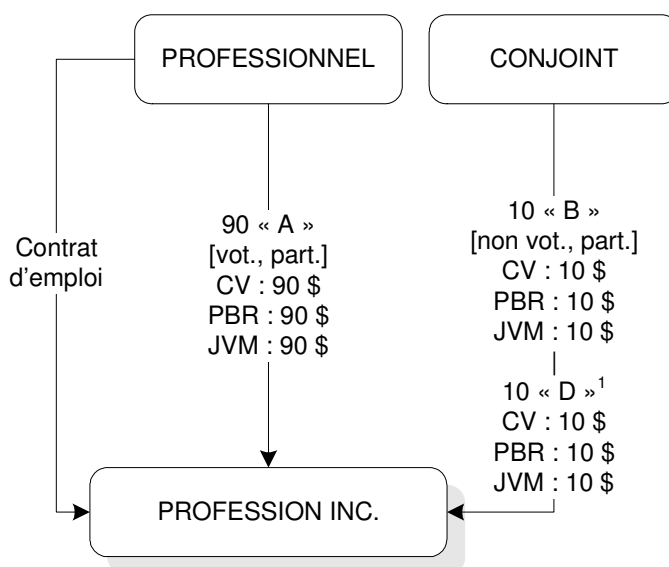 PROFESSIONNEL
CONJOINT
Contrat
d'emploi
90 « A »
[vot., part.]
CV : 90 $
PBR : 90 $
JVM : 90 $
10 « B »
[non vot., part.]
CV : 10 $
PBR : 10 $
JVM : 10 $
10 « D »¹
CV : 10 $
PBR : 10 $
JVM : 10 $
PROFESSION INC.